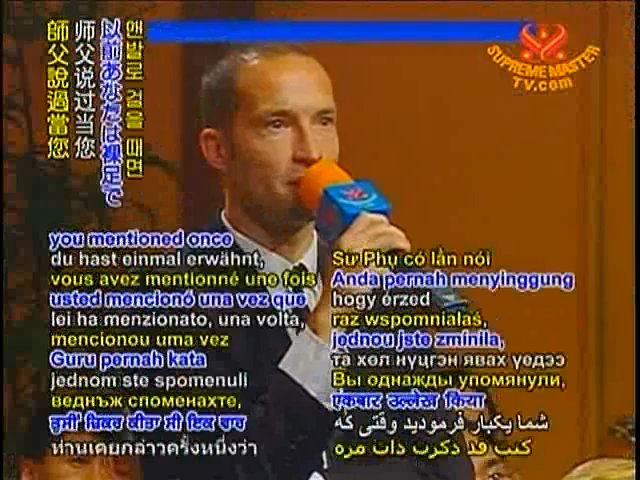 師父說過當您
师父说过当您
以前あなたは裸足で
맨발로 걸을 때면
SUPREME MASTER
TV.com
you mentioned once
du hast einmal erwähnt,
vous avez mentionné une fois
usted mencionó una vez que
lei ha menzionato, una volta,
mencionou uma vez
Guru pernah kata
jednom ste spomenuli
веднъж споменахте,
ਤੁਸੀਂ ਜ਼ਿਕਰ ਕੀਤਾ ਸੀ ਇਕ ਵਾਰ
ท่านเคยกล่าวครั้งหนึ่งว่า
Sư Phụ có lần nói
Anda pernah menyinggung
hogy érzed
raz wspomniałaś,
jednou jste zmínila,
та хөл нүцгэн явах үедээ
Вы однажды упомянули,
एकबार उल्लेख किया
شما یکبار فرمودید وقتی که
كنت قد ذكرت ذات مرة